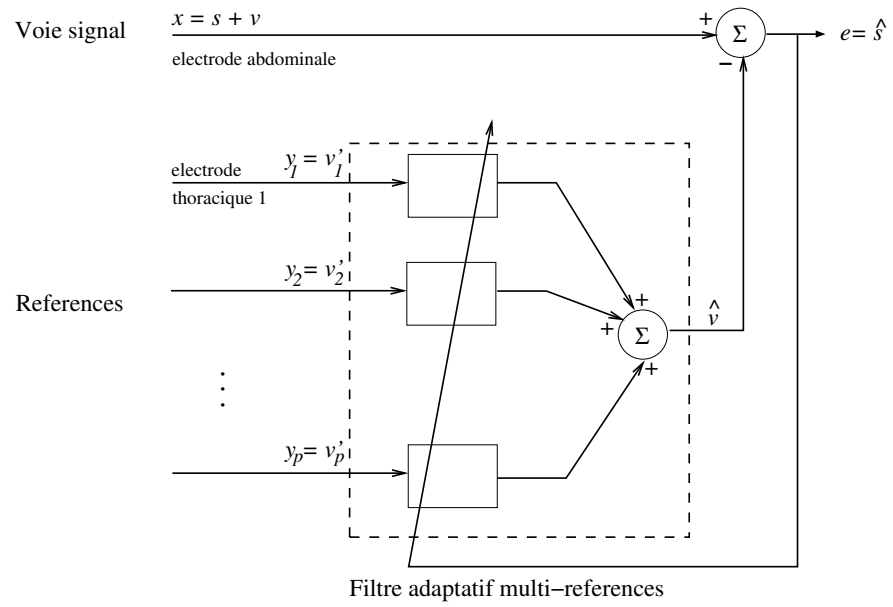 Voie signal
x = s + v
electrode abdominale
+
Σ
−
e= ŝ
electrode
thoracique 1
y₁ = v'₁
References
y₂= v'₂
+
+
Σ
+
v̂
⋮
yₚ= v'ₚ
Filtre adaptatif multi−references